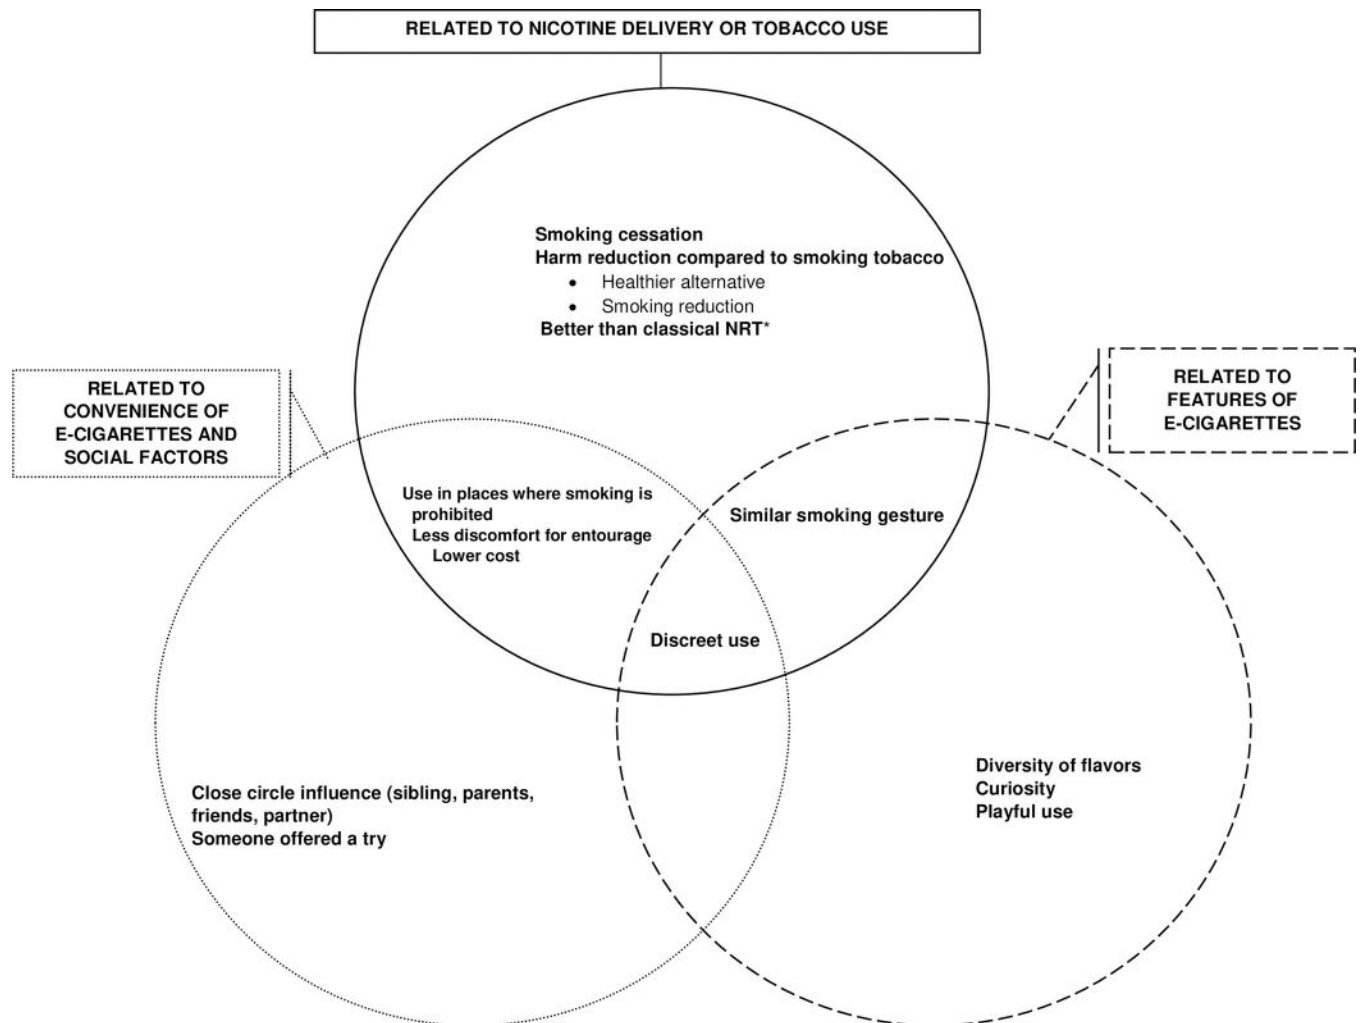 RELATED TO NICOTINE DELIVERY OR TOBACCO USE
Smoking cessation
Harm reduction compared to smoking tobacco
• Healthier alternative
• Smoking reduction
Better than classical NRT*
RELATED TO
CONVENIENCE OF
E-CIGARETTES AND
SOCIAL FACTORS
RELATED TO
FEATURES OF
E-CIGARETTES
Use in places where smoking is
prohibited
Less discomfort for entourage
Lower cost
Similar smoking gesture
Discreet use
Close circle influence (sibling, parents,
friends, partner)
Someone offered a try
Diversity of flavors
Curiosity
Playful use